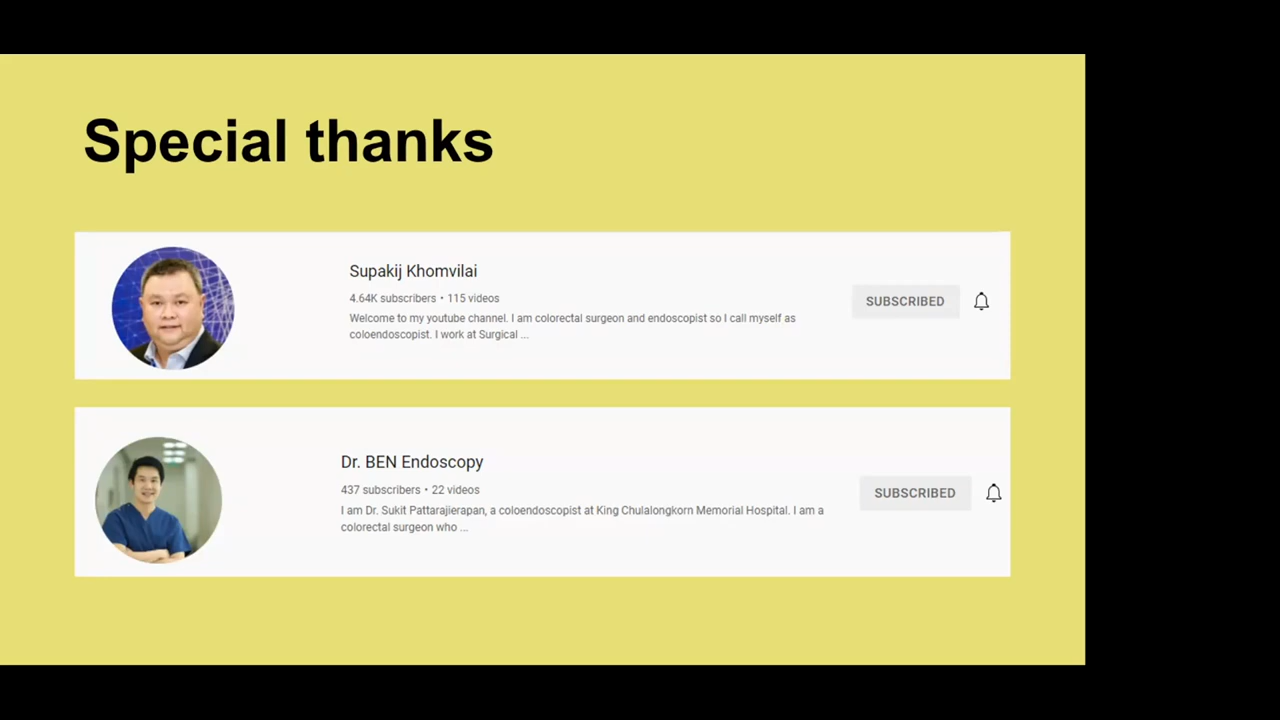 Special thanks
Supakij Khomvilai
4.64K subscribers • 115 videos
Welcome to my youtube channel. I am colorectal surgeon and endoscopist so I call myself as
coloendoscopist. I work at Surgical ...
SUBSCRIBED
Dr. BEN Endoscopy
437 subscribers • 22 videos
I am Dr. Sukit Pattarajierapan, a coloendoscopist at King Chulalongkorn Memorial Hospital. I am a
colorectal surgeon who ...
SUBSCRIBED